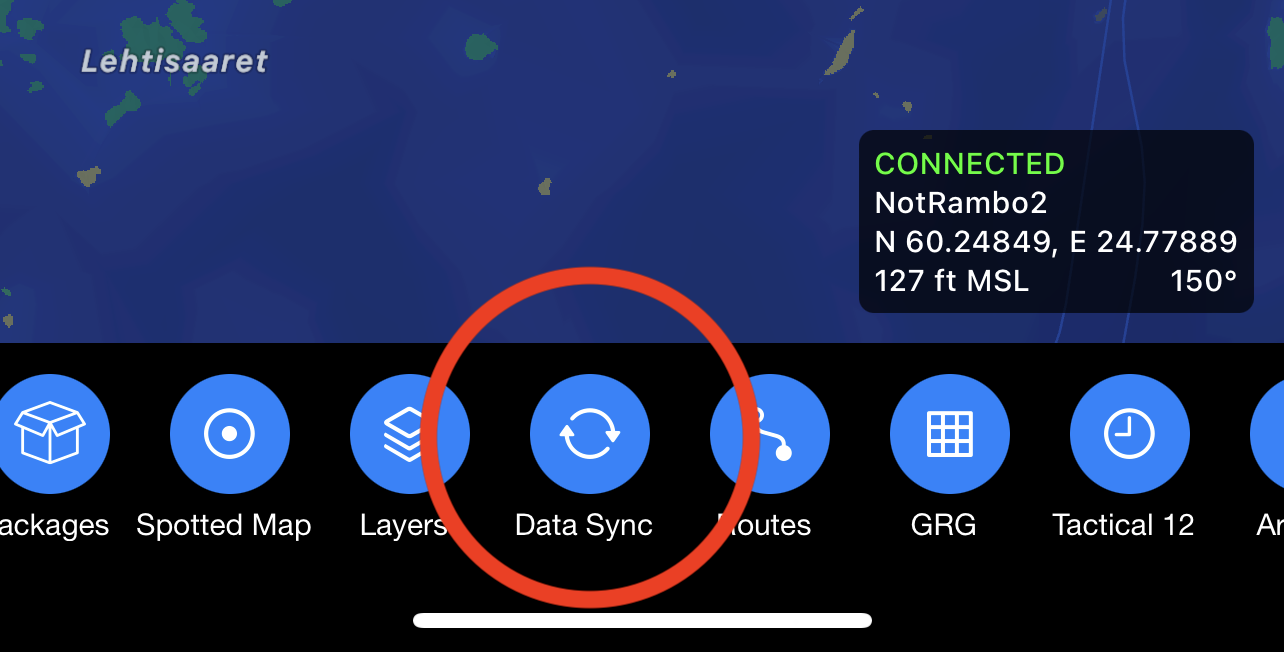 Lehtisaaret
CONNECTED
NotRambo2
N 60.24849, E 24.77889
127 ft MSL 150°
ackages Spotted Map Layers Data Sync Routes GRG Tactical 12 Ar